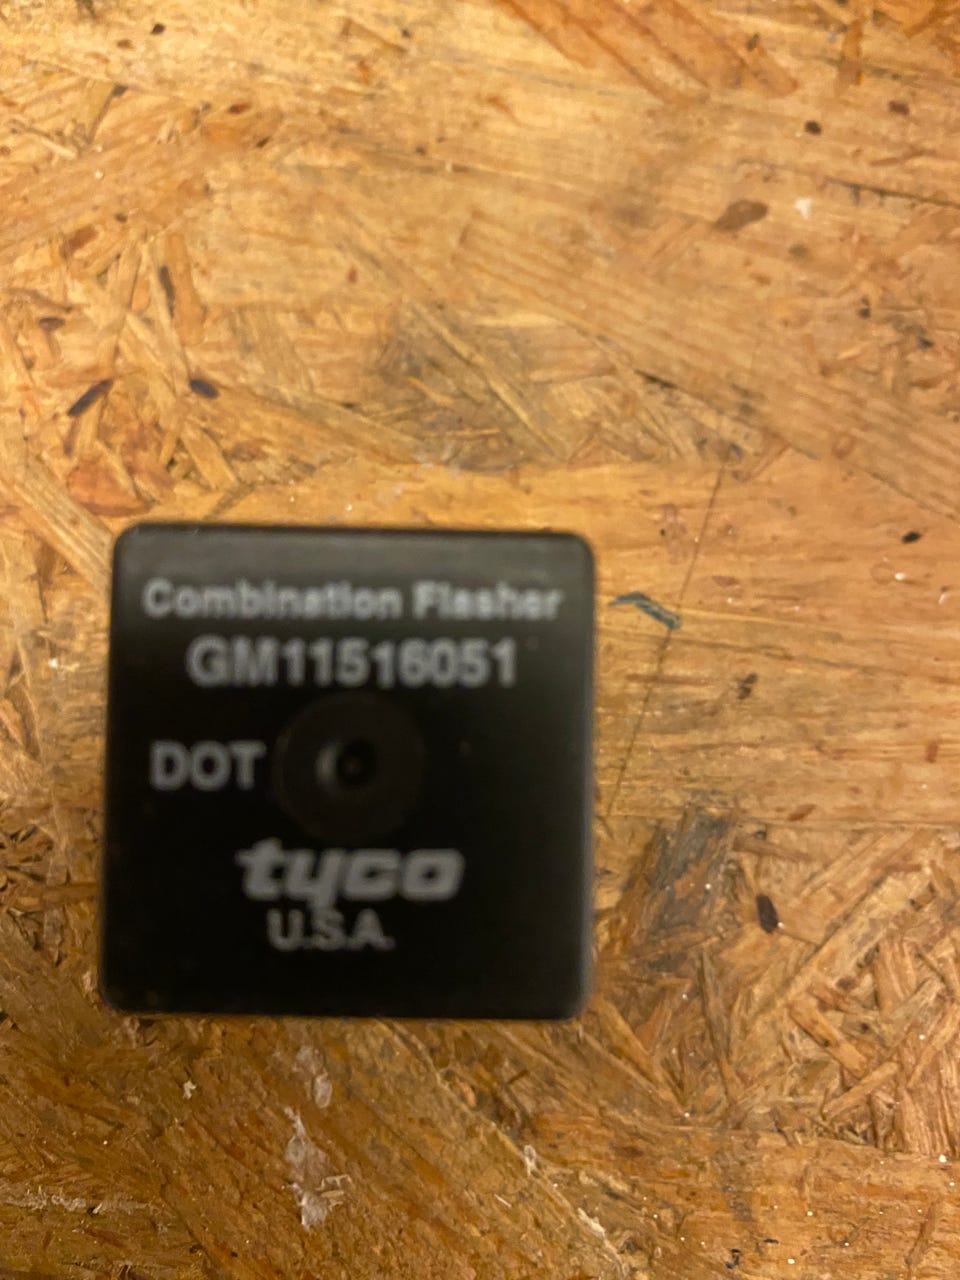 Combination Flasher
GM11516051
DOT
tyco
U.S.A.